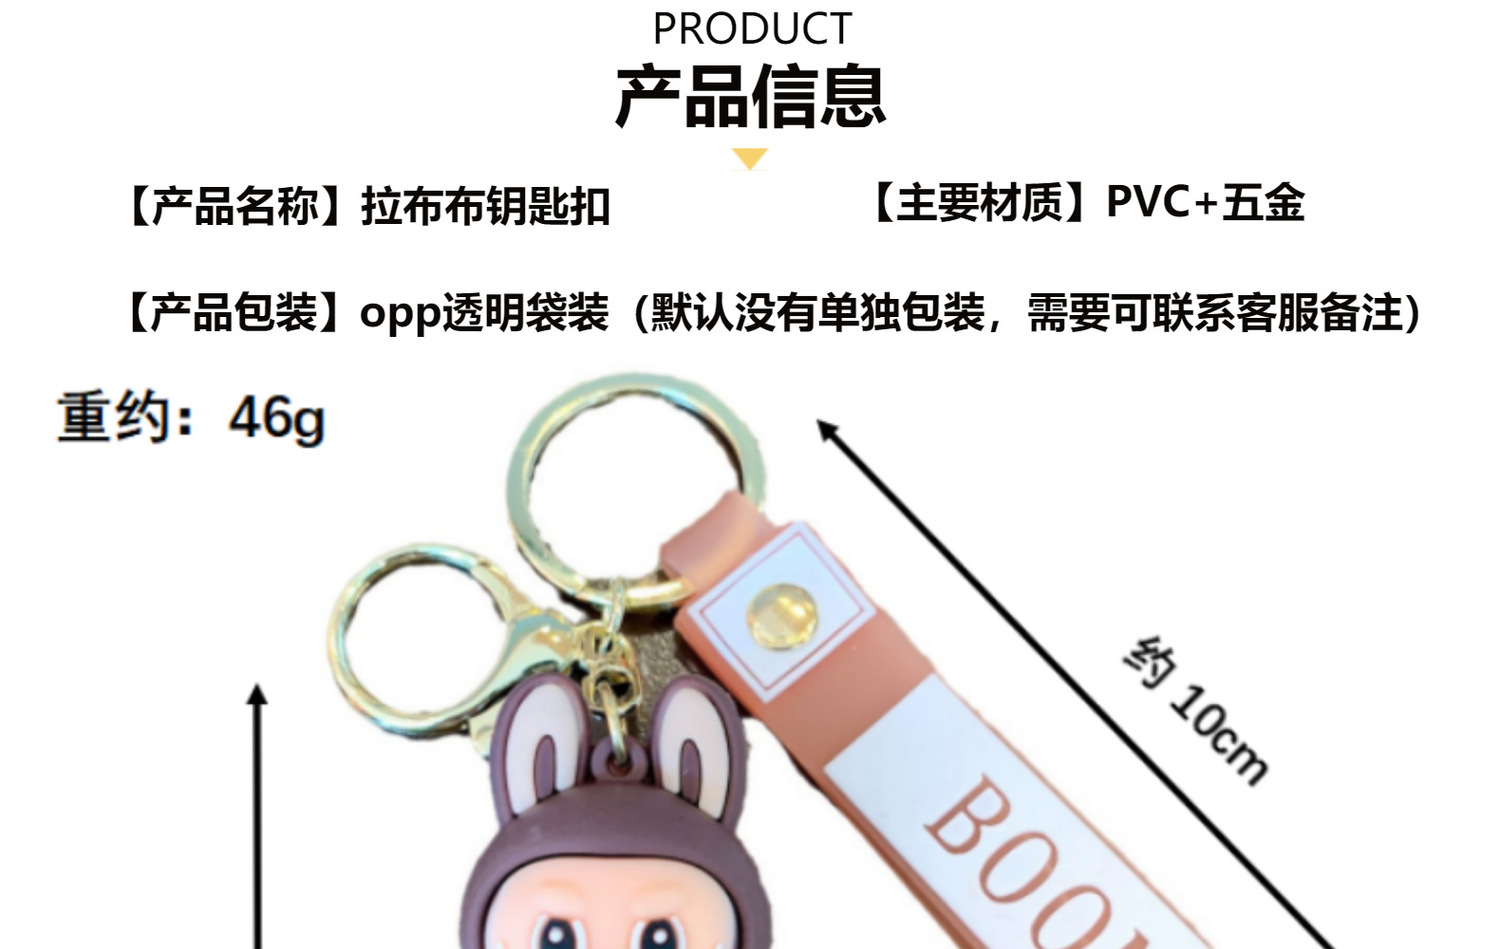 PRODUCT
产品信息
【产品名称】拉布布钥匙扣
【主要材质】PVC+五金
【产品包装】opp透明袋装（默认没有单独包装，需要可联系客服备注）
重约：46g
约 10cm